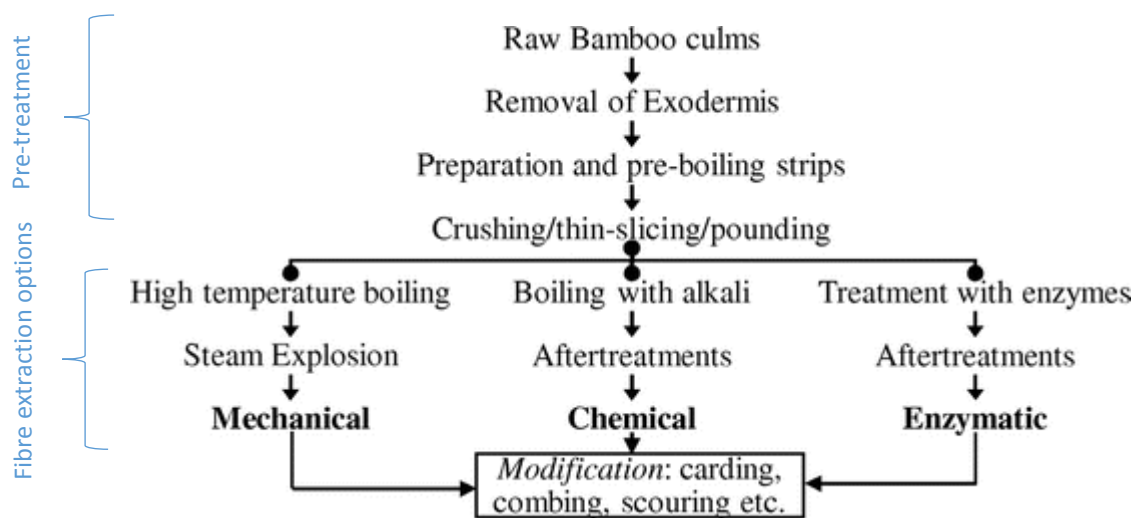 Pre-treatment
Raw Bamboo culms
Removal of Exodermis
Preparation and pre-boiling strips
Crushing/thin-slicing/pounding
Fibre extraction options
High temperature boiling
Boiling with alkali
Treatment with enzymes
Steam Explosion
Aftertreatments
Aftertreatments
Mechanical
Chemical
Enzymatic
Modification: carding,
combing, scouring etc.